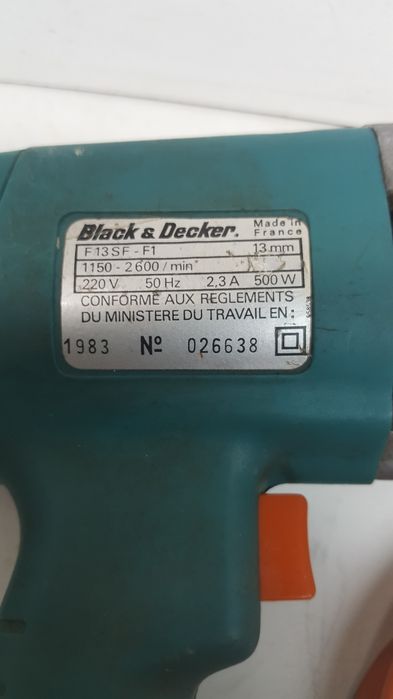 Black & Decker. Made in France
F13SF - F1 13 mm
1150 - 2600/min
220 V 50 Hz 2,3 A 500 W
CONFORME AUX REGLEMENTS
DU MINISTERE DU TRAVAIL EN :
1983 Nº 026638